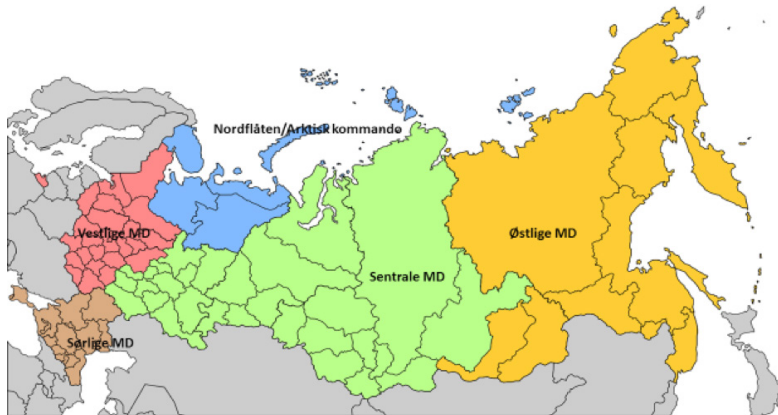 Nordflåten/Arktisk kommando
Vestlige MD
Østlige MD
Sentrale MD
Sørlige MD